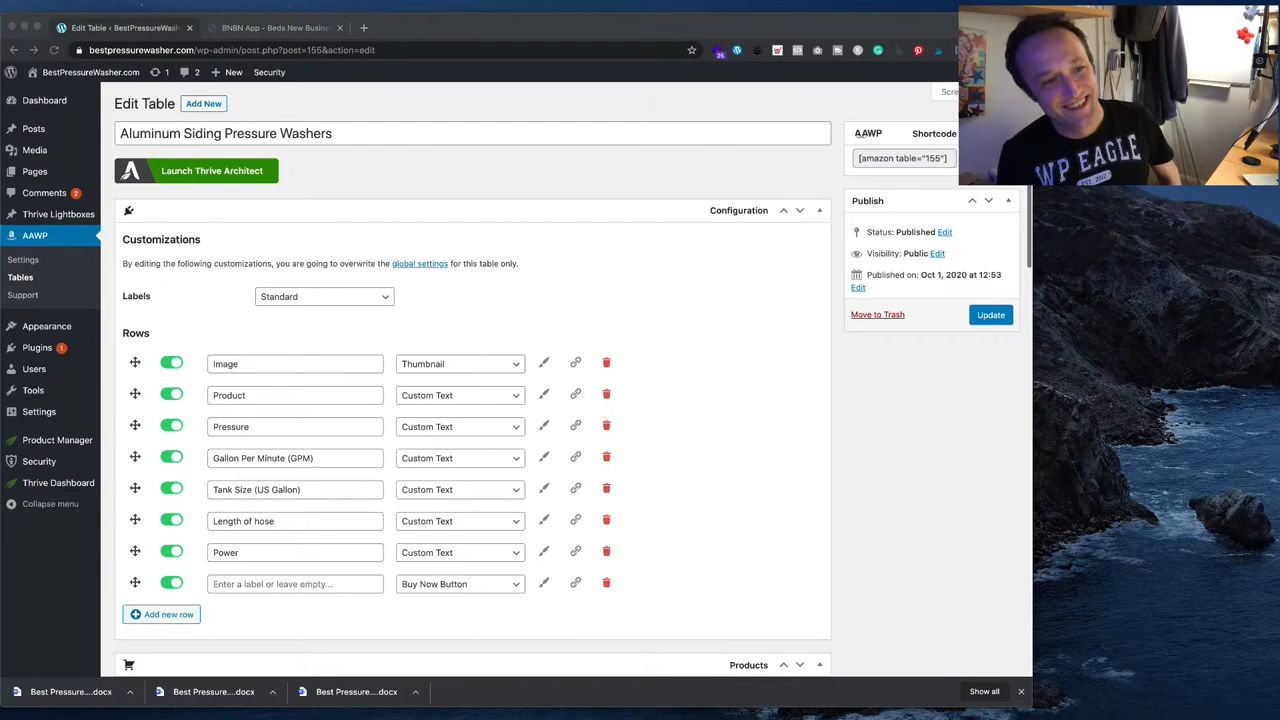 Edit Table ‹ BestPressureWash
BNBN App - Beds New Busine
bestpressurewasher.com/wp-admin/post.php?post=155&action=edit
25
BestPressureWasher.com
1
2
New
Security
Dashboard
Posts
Media
Pages
Comments 2
Thrive Lightboxes
AAWP
Settings
Tables
Support
Appearance
Plugins 1
Users
Tools
Settings
Product Manager
Security
Thrive Dashboard
Collapse menu
Edit Table
Add New
Scre
Aluminum Siding Pressure Washers
Launch Thrive Architect
Configuration
Customizations
By editing the following customizations, you are going to overwrite the global settings for this table only.
Labels
Standard
Rows
Image
Thumbnail
Product
Custom Text
Pressure
Custom Text
Gallon Per Minute (GPM)
Custom Text
Tank Size (US Gallon)
Custom Text
Length of hose
Custom Text
Power
Custom Text
Enter a label or leave empty...
Buy Now Button
Add new row
Products
AAWP
Shortcode
[amazon table="155"]
Publish
Status: Published Edit
Visibility: Public Edit
Published on: Oct 1, 2020 at 12:53
Edit
Move to Trash
Update
WP EAGLE
Best Pressure....docx
Best Pressure....docx
Best Pressure....docx
Show all